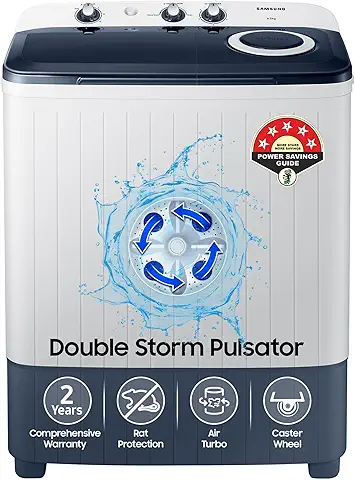 SAMSUNG
MORE STARS
MORE SAVINGS
POWER SAVINGS
GUIDE
Double Storm Pulsator
2
Years
Comprehensive
Warranty
Rat
Protection
Air
Turbo
Caster
Wheel